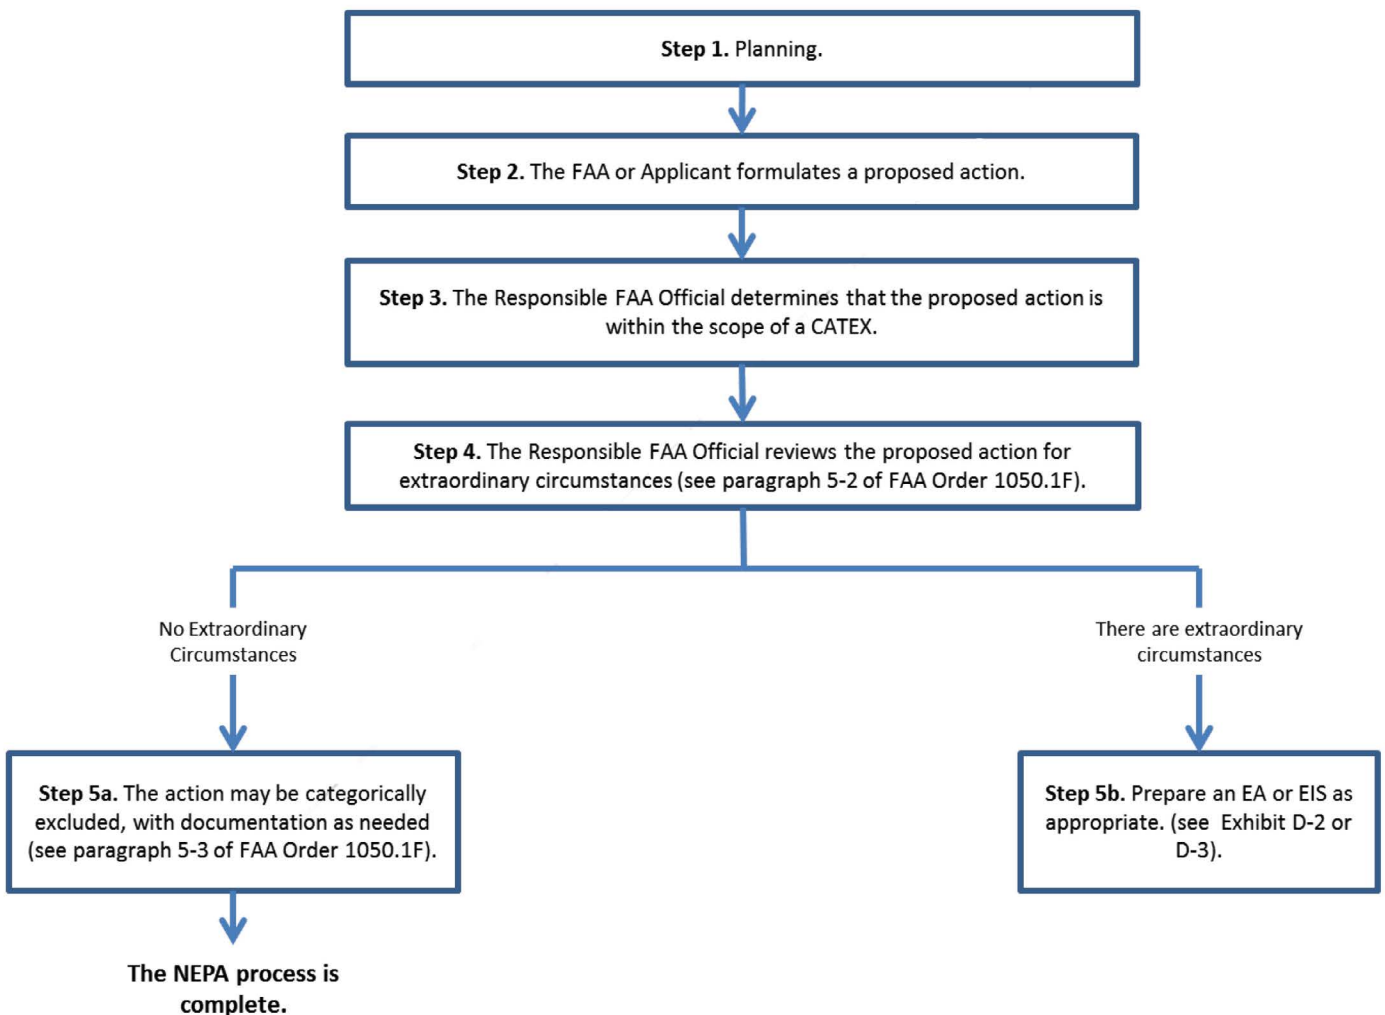 Step 1. Planning.
Step 2. The FAA or Applicant formulates a proposed action.
Step 3. The Responsible FAA Official determines that the proposed action is
within the scope of a CATEX.
Step 4. The Responsible FAA Official reviews the proposed action for
extraordinary circumstances (see paragraph 5-2 of FAA Order 1050.1F).
No Extraordinary
Circumstances
There are extraordinary
circumstances
Step 5a. The action may be categorically
excluded, with documentation as needed
(see paragraph 5-3 of FAA Order 1050.1F).
Step 5b. Prepare an EA or EIS as
appropriate. (see Exhibit D-2 or
D-3).
The NEPA process is
complete.